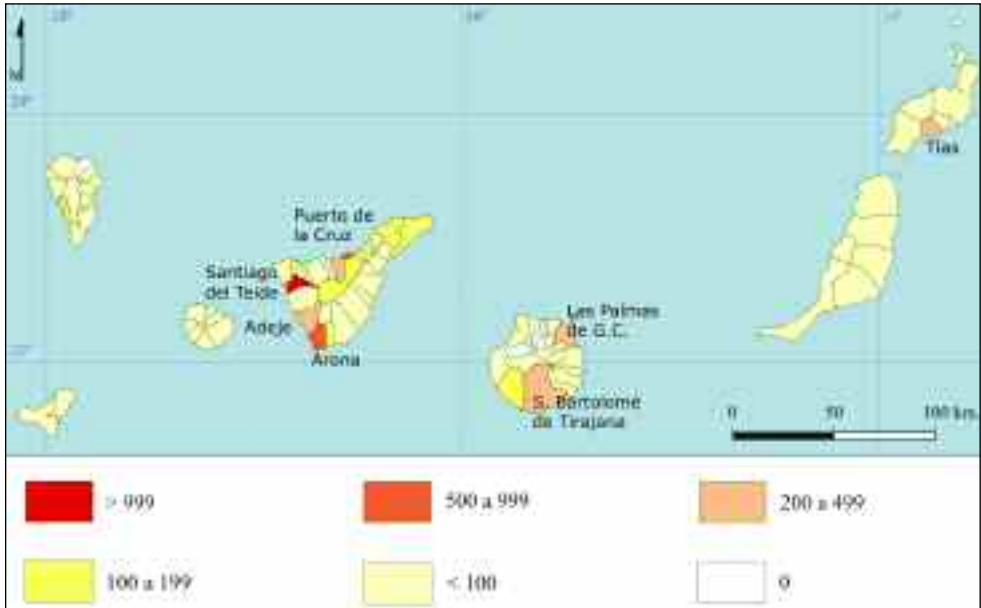 N
Tías
Puerto de
la Cruz
Santiago
del Teide
Adeje
Arona
Las Palmas
de G.C.
S. Bartolomé
de Tirajana
0 50 100 km.
> 999
500 a 999
200 a 499
100 a 199
< 100
0